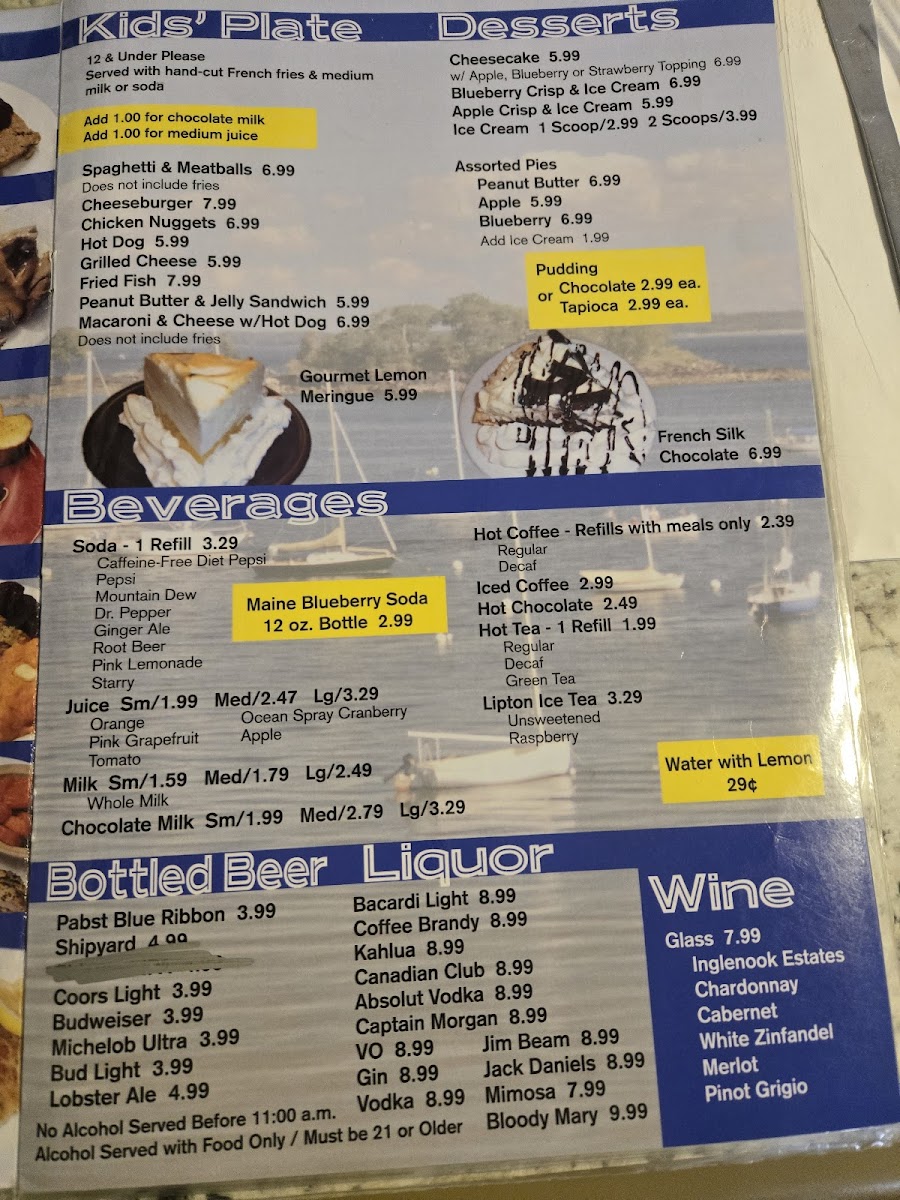 Kids' Plate
12 & Under Please
Served with hand-cut French fries & medium
milk or soda
Add 1.00 for chocolate milk
Add 1.00 for medium juice
Spaghetti & Meatballs 6.99
Does not include fries
Cheeseburger 7.99
Chicken Nuggets 6.99
Hot Dog 5.99
Grilled Cheese 5.99
Fried Fish 7.99
Peanut Butter & Jelly Sandwich 5.99
Macaroni & Cheese w/Hot Dog 6.99
Does not include fries
Gourmet Lemon
Meringue 5.99
Desserts
Cheesecake 5.99
w/ Apple, Blueberry or Strawberry Topping 6.99
Blueberry Crisp & Ice Cream 6.99
Apple Crisp & Ice Cream 5.99
Ice Cream 1 Scoop/2.99 2 Scoops/3.99
Assorted Pies
Peanut Butter 6.99
Apple 5.99
Blueberry 6.99
Add Ice Cream 1.99
Pudding
or Chocolate 2.99 ea.
Tapioca 2.99 ea.
French Silk
Chocolate 6.99
Beverages
Soda - 1 Refill 3.29
Caffeine-Free Diet Pepsi
Pepsi
Mountain Dew
Dr. Pepper
Ginger Ale
Root Beer
Pink Lemonade
Starry
Maine Blueberry Soda
12 oz. Bottle 2.99
Juice Sm/1.99 Med/2.47 Lg/3.29
Orange
Pink Grapefruit
Tomato
Ocean Spray Cranberry
Apple
Milk Sm/1.59 Med/1.79 Lg/2.49
Whole Milk
Chocolate Milk Sm/1.99 Med/2.79 Lg/3.29
Hot Coffee - Refills with meals only 2.39
Regular
Decaf
Iced Coffee 2.99
Hot Chocolate 2.49
Hot Tea - 1 Refill 1.99
Regular
Decaf
Green Tea
Lipton Ice Tea 3.29
Unsweetened
Raspberry
Water with Lemon
29¢
Bottled Beer
Pabst Blue Ribbon 3.99
Shipyard 4.99
Coors Light 3.99
Budweiser 3.99
Michelob Ultra 3.99
Bud Light 3.99
Lobster Ale 4.99
No Alcohol Served Before 11:00 a.m.
Alcohol Served with Food Only / Must be 21 or Older
Liquor
Bacardi Light 8.99
Coffee Brandy 8.99
Kahlua 8.99
Canadian Club 8.99
Absolut Vodka 8.99
Captain Morgan 8.99
VO 8.99
Gin 8.99
Vodka 8.99
Jim Beam 8.99
Jack Daniels 8.99
Mimosa 7.99
Bloody Mary 9.99
Wine
Glass 7.99
Inglenook Estates
Chardonnay
Cabernet
White Zinfandel
Merlot
Pinot Grigio